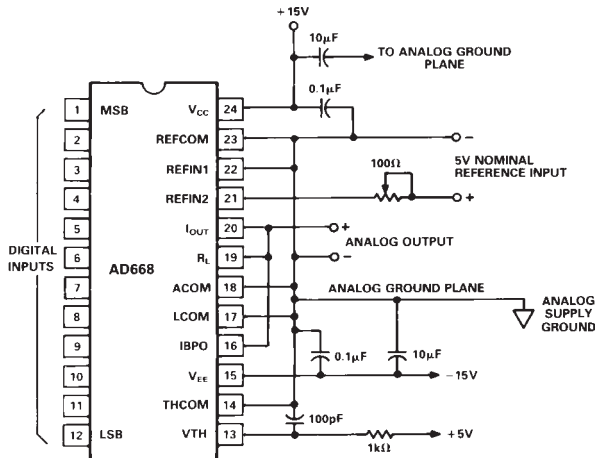 +15V
10μF
TO ANALOG GROUND
PLANE
0.1μF
1 MSB
VCC 24
2
REFCOM 23
−
3
REFIN1 22
100Ω
5V NOMINAL
REFERENCE INPUT
4
REFIN2 21
+
5
IOUT 20
+
ANALOG OUTPUT
DIGITAL
INPUTS
6
AD668
RL 19
−
7
ACOM 18
ANALOG GROUND PLANE
ANALOG
SUPPLY
GROUND
8
LCOM 17
9
IBPO 16
0.1μF
10μF
10
VEE 15
−15V
11
THCOM 14
100pF
12 LSB
VTH 13
1kΩ
+5V